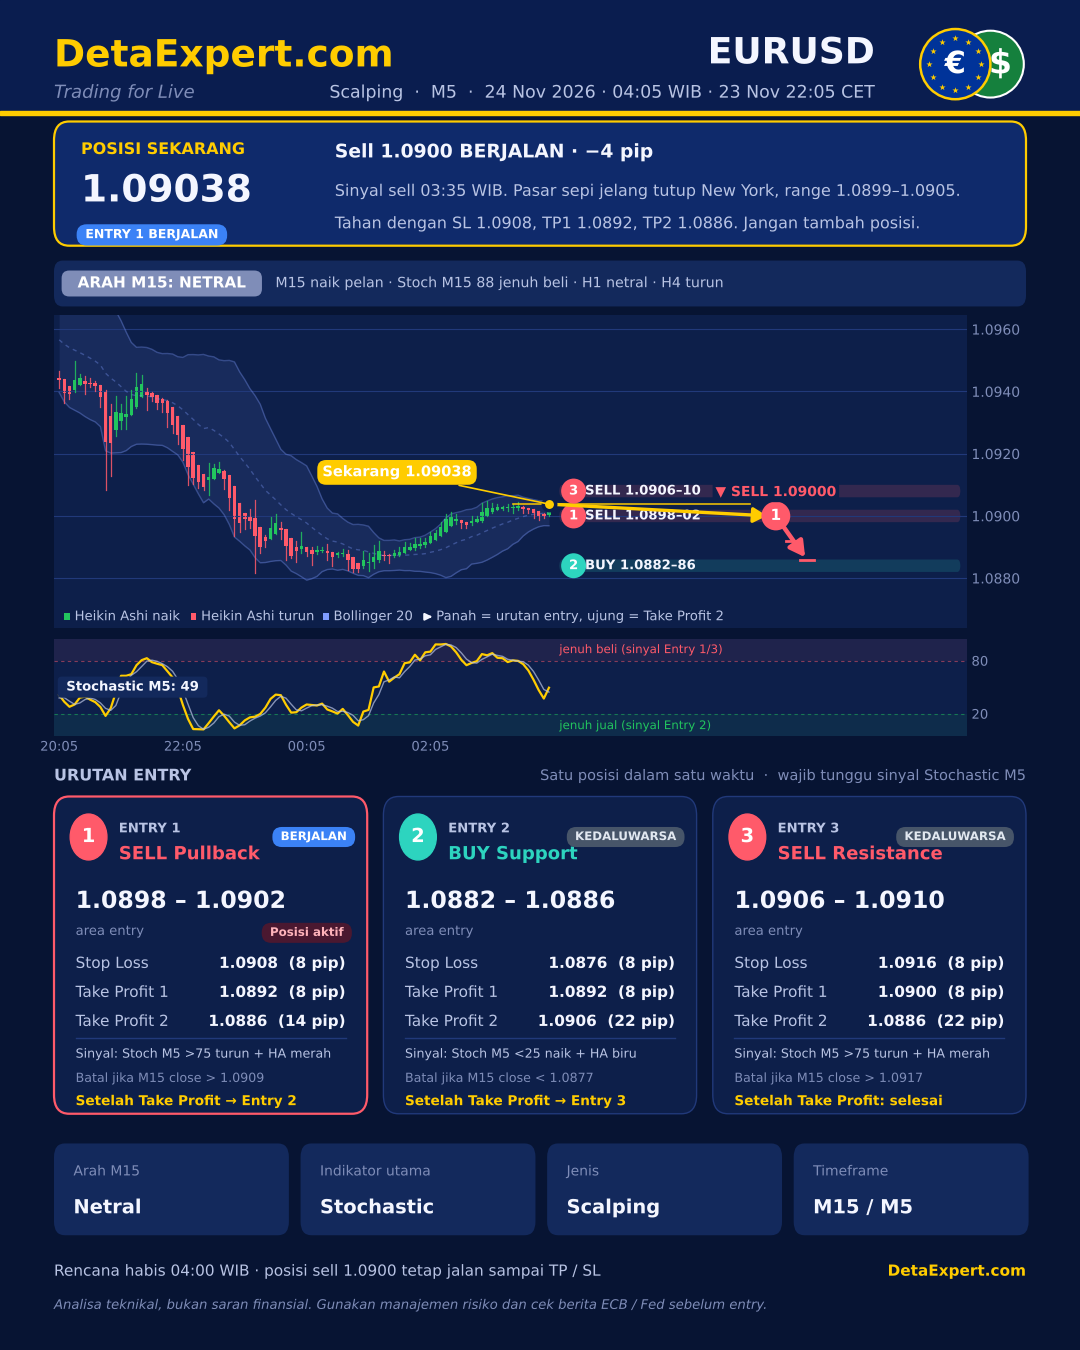 DetaExpert.com
EURUSD
€ $
Trading for Live
Scalping · M5 · 24 Nov 2026 · 04:05 WIB · 23 Nov 22:05 CET
POSISI SEKARANG
1.09038
ENTRY 1 BERJALAN
Sell 1.0900 BERJALAN · −4 pip
Sinyal sell 03:35 WIB. Pasar sepi jelang tutup New York, range 1.0899–1.0905.
Tahan dengan SL 1.0908, TP1 1.0892, TP2 1.0886. Jangan tambah posisi.
ARAH M15: NETRAL
M15 naik pelan · Stoch M15 88 jenuh beli · H1 netral · H4 turun
1.0960
1.0940
1.0920
1.0900
1.0880
Sekarang 1.09038
3 SELL 1.0906–10
▼ SELL 1.09000
1 SELL 1.0898–02
1
2 BUY 1.0882–86
Heikin Ashi naik
Heikin Ashi turun
Bollinger 20
Panah = urutan entry, ujung = Take Profit 2
jenuh beli (sinyal Entry 1/3)
80
Stochastic M5: 49
20
jenuh jual (sinyal Entry 2)
20:05
22:05
00:05
02:05
URUTAN ENTRY
Satu posisi dalam satu waktu · wajib tunggu sinyal Stochastic M5
1
ENTRY 1
BERJALAN
SELL Pullback
1.0898 – 1.0902
area entry
Posisi aktif
Stop Loss 1.0908 (8 pip)
Take Profit 1 1.0892 (8 pip)
Take Profit 2 1.0886 (14 pip)
Sinyal: Stoch M5 >75 turun + HA merah
Batal jika M15 close > 1.0909
Setelah Take Profit → Entry 2
2
ENTRY 2
KEDALUWARSA
BUY Support
1.0882 – 1.0886
area entry
Stop Loss 1.0876 (8 pip)
Take Profit 1 1.0892 (8 pip)
Take Profit 2 1.0906 (22 pip)
Sinyal: Stoch M5 <25 naik + HA biru
Batal jika M15 close < 1.0877
Setelah Take Profit → Entry 3
3
ENTRY 3
KEDALUWARSA
SELL Resistance
1.0906 – 1.0910
area entry
Stop Loss 1.0916 (8 pip)
Take Profit 1 1.0900 (8 pip)
Take Profit 2 1.0886 (22 pip)
Sinyal: Stoch M5 >75 turun + HA merah
Batal jika M15 close > 1.0917
Setelah Take Profit: selesai
Arah M15
Netral
Indikator utama
Stochastic
Jenis
Scalping
Timeframe
M15 / M5
Rencana habis 04:00 WIB · posisi sell 1.0900 tetap jalan sampai TP / SL
DetaExpert.com
Analisa teknikal, bukan saran finansial. Gunakan manajemen risiko dan cek berita ECB / Fed sebelum entry.